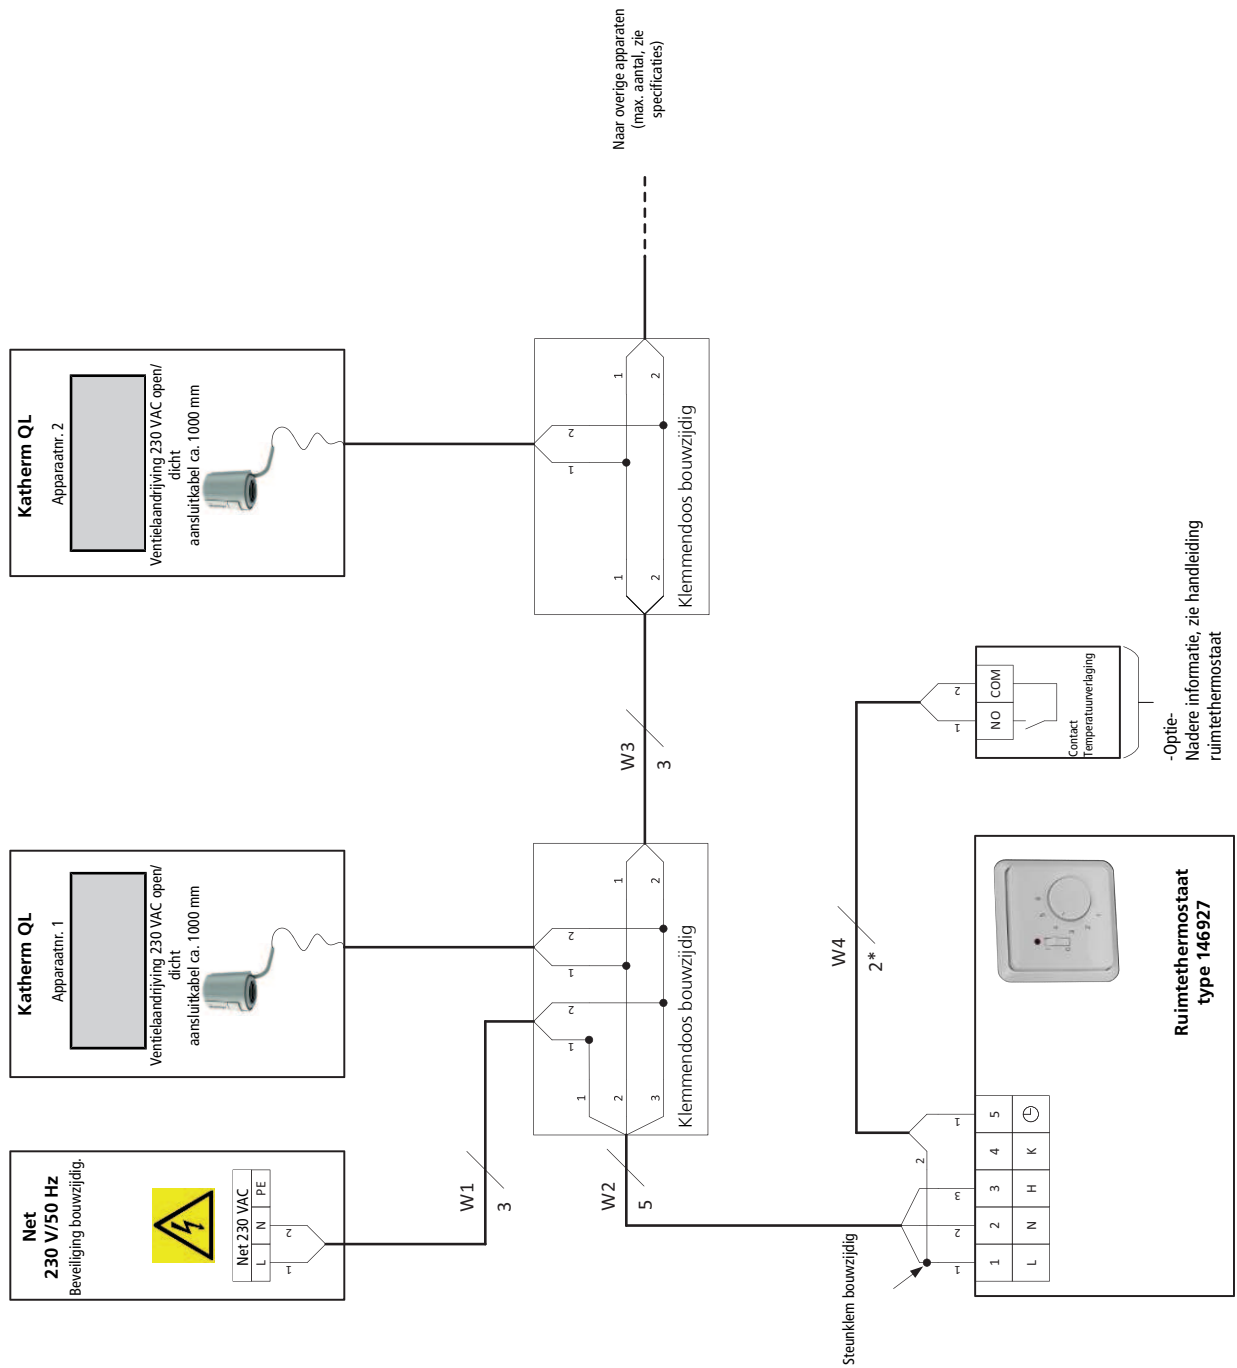 Net
230 V/50 Hz
Beveiliging bouwzijdig.
Net 230 VAC
L N PE
1 2
Katherm QL
Apparaatnr. 1
Ventielaandrijving 230 VAC open/
dicht
aansluitkabel ca. 1000 mm
Katherm QL
Apparaatnr. 2
Ventielaandrijving 230 VAC open/
dicht
aansluitkabel ca. 1000 mm
W1
3
1 2
1 2
1
2
3
1
2
Klemmendoos bouwzijdig
W2
5
W3
3
1 2
1
2
1
2
Klemmendoos bouwzijdig
Naar overige apparaten
(max. aantal, zie
specificaties)
Steunklem bouwzijdig
1 2 3
2
1
W4
2*
1 2
1 2 3 4 5
L N H K
Ruimtethermostaat
type 146927
NO COM
Contact
Temperatuurverlaging
-Optie-
Nadere informatie, zie handleiding
ruimtethermostaat